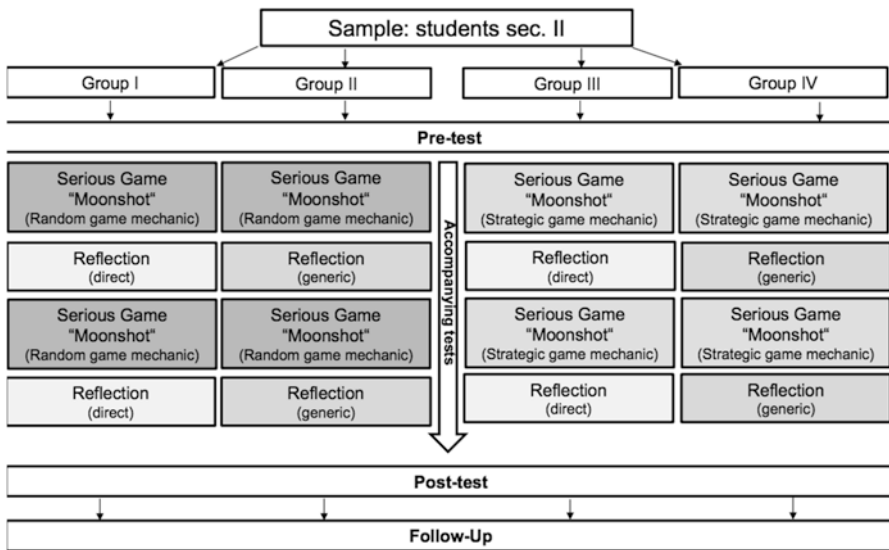 Sample: students sec. II
Group I
Group II
Group III
Group IV
Pre-test
Serious Game
"Moonshot“
(Random game mechanic)
Serious Game
"Moonshot“
(Random game mechanic)
Accompanying tests
Serious Game
"Moonshot“
(Strategic game mechanic)
Serious Game
"Moonshot“
(Strategic game mechanic)
Reflection
(direct)
Reflection
(generic)
Reflection
(direct)
Reflection
(generic)
Serious Game
"Moonshot“
(Random game mechanic)
Serious Game
"Moonshot“
(Random game mechanic)
Serious Game
"Moonshot“
(Strategic game mechanic)
Serious Game
"Moonshot“
(Strategic game mechanic)
Reflection
(direct)
Reflection
(generic)
Reflection
(direct)
Reflection
(generic)
Post-test
Follow-Up